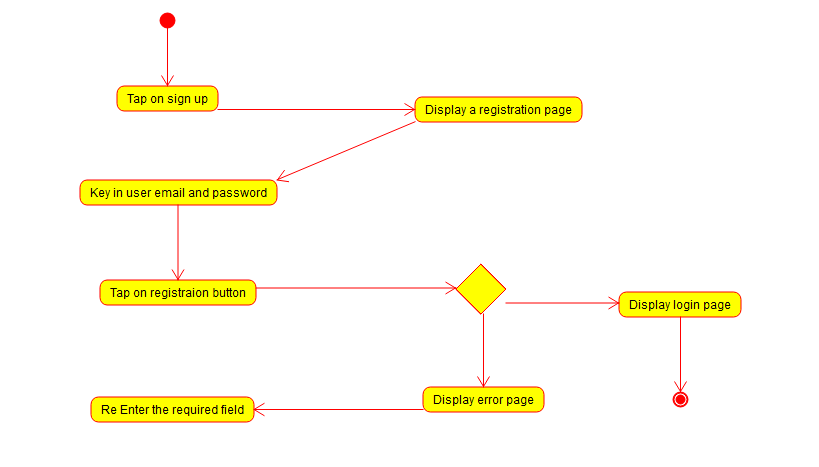 Tap on sign up
Display a registration page
Key in user email and password
Tap on registraion button
Display login page
Display error page
Re Enter the required field